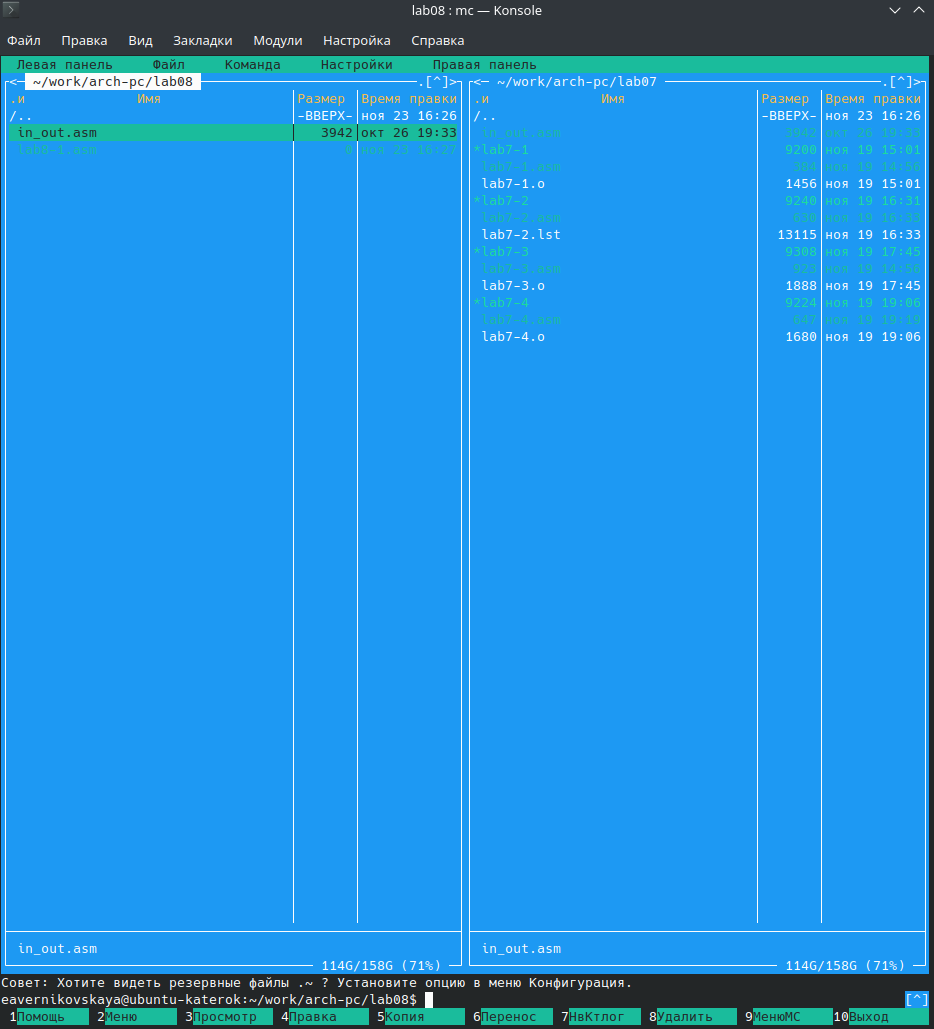 lab08 : mc — Konsole
Файл Правка Вид Закладки Модули Настройка Справка
Левая панель Файл Команда Настройки Правая панель
<— ~/work/arch-pc/lab08 .[^]> <— ~/work/arch-pc/lab07 .[^]>
.и Имя Размер Время правки .и Имя Размер Время правки
/.. -ВВЕРХ- ноя 23 16:26 /.. -ВВЕРХ- ноя 23 16:26
in_out.asm 3942 окт 26 19:33 in_out.asm 3942 окт 26 19:33
lab8-1.asm 0 ноя 23 16:27 *lab7-1 9200 ноя 19 15:01
lab7-1.asm 384 ноя 19 14:56
lab7-1.o 1456 ноя 19 15:01
*lab7-2 9240 ноя 19 16:31
lab7-2.asm 630 ноя 19 16:33
lab7-2.lst 13115 ноя 19 16:33
*lab7-3 9308 ноя 19 17:45
lab7-3.asm 923 ноя 19 14:56
lab7-3.o 1888 ноя 19 17:45
*lab7-4 9224 ноя 19 19:06
lab7-4.asm 647 ноя 19 19:19
lab7-4.o 1680 ноя 19 19:06
in_out.asm in_out.asm
114G/158G (71%) 114G/158G (71%)
Совет: Хотите видеть резервные файлы .~ ? Установите опцию в меню Конфигурация.
eavernikovskaya@ubuntu-katerok:~/work/arch-pc/lab08$ [^]
1Помощь 2Меню 3Просмотр 4Правка 5Копия 6Перенос 7НвКтлог 8Удалить 9МенюМС 10Выход